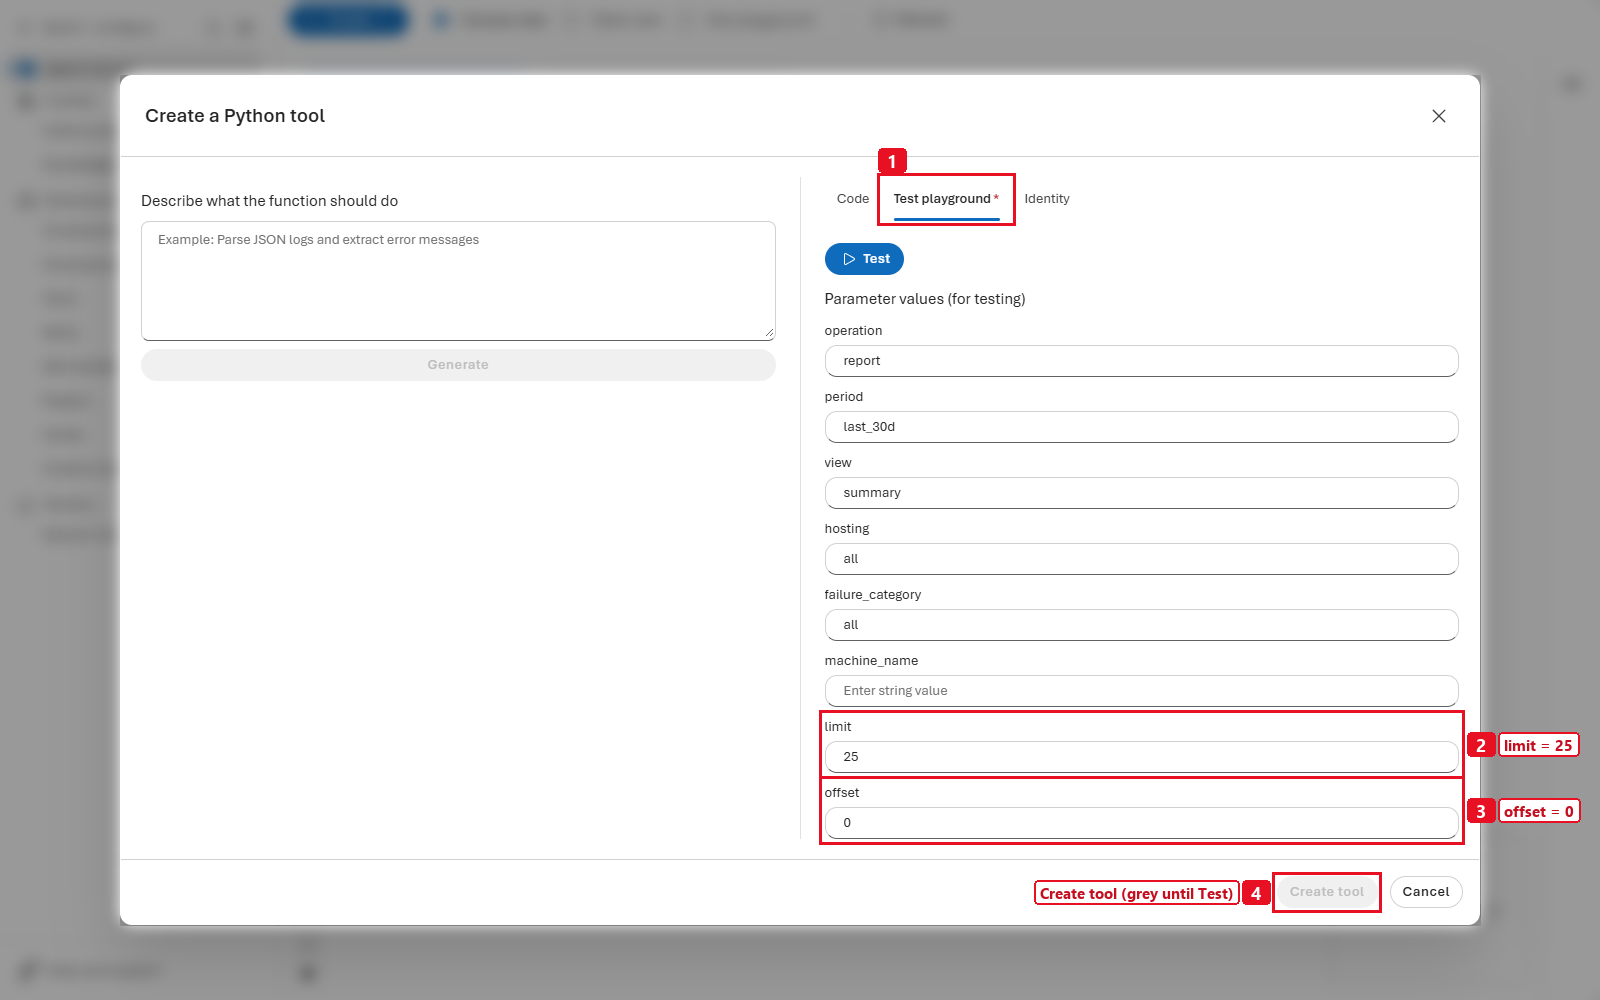 Create a Python tool
Describe what the function should do
Example: Parse JSON logs and extract error messages
Generate
1
Code
Test playground *
Identity
Test
Parameter values (for testing)
operation
report
period
last_30d
view
summary
hosting
all
failure_category
all
machine_name
Enter string value
limit
25
2 limit = 25
offset
0
3 offset = 0
Create tool (grey until Test) 4
Create tool
Cancel